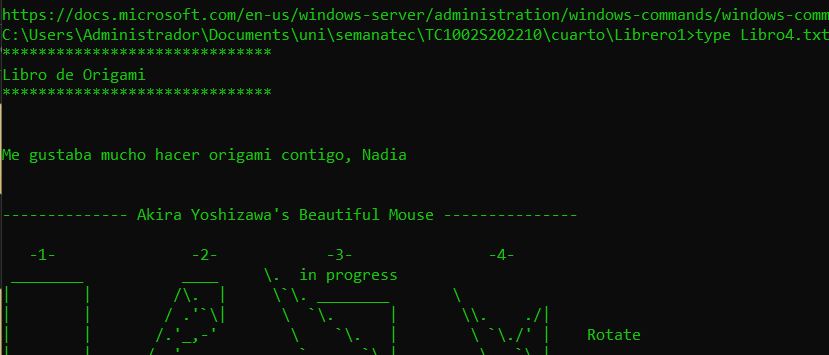 https://docs.microsoft.com/en-us/windows-server/administration/windows-commands/windows-comm
C:\Users\Administrador\Documents\uni\semanatec\TC1002S202210\cuarto\Librero1>type Libro4.txt
******************************
Libro de Origami
******************************
Me gustaba mucho hacer origami contigo, Nadia
-------------- Akira Yoshizawa's Beautiful Mouse ---------------
-1- -2- -3- -4-
in progress
Rotate